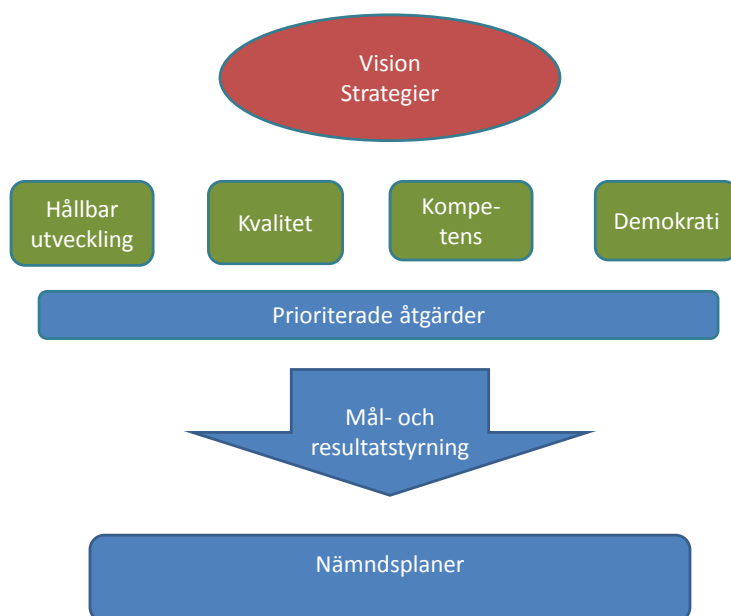 Vision
Strategier
Hållbar
utveckling
Kvalitet
Kompe-
tens
Demokrati
Prioriterade åtgärder
Mål- och
resultatstyrning
Nämndsplaner